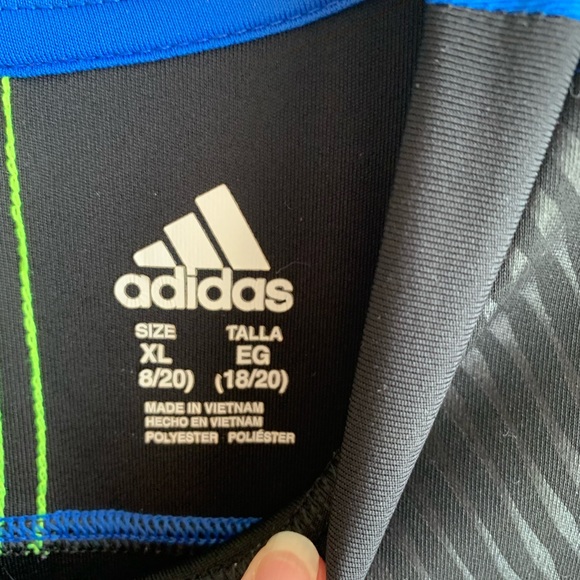 adidas
SIZE TALLA
XL EG
8/20) (18/20)
MADE IN VIETNAM
HECHO EN VIETNAM
POLYESTER POLIÉSTER